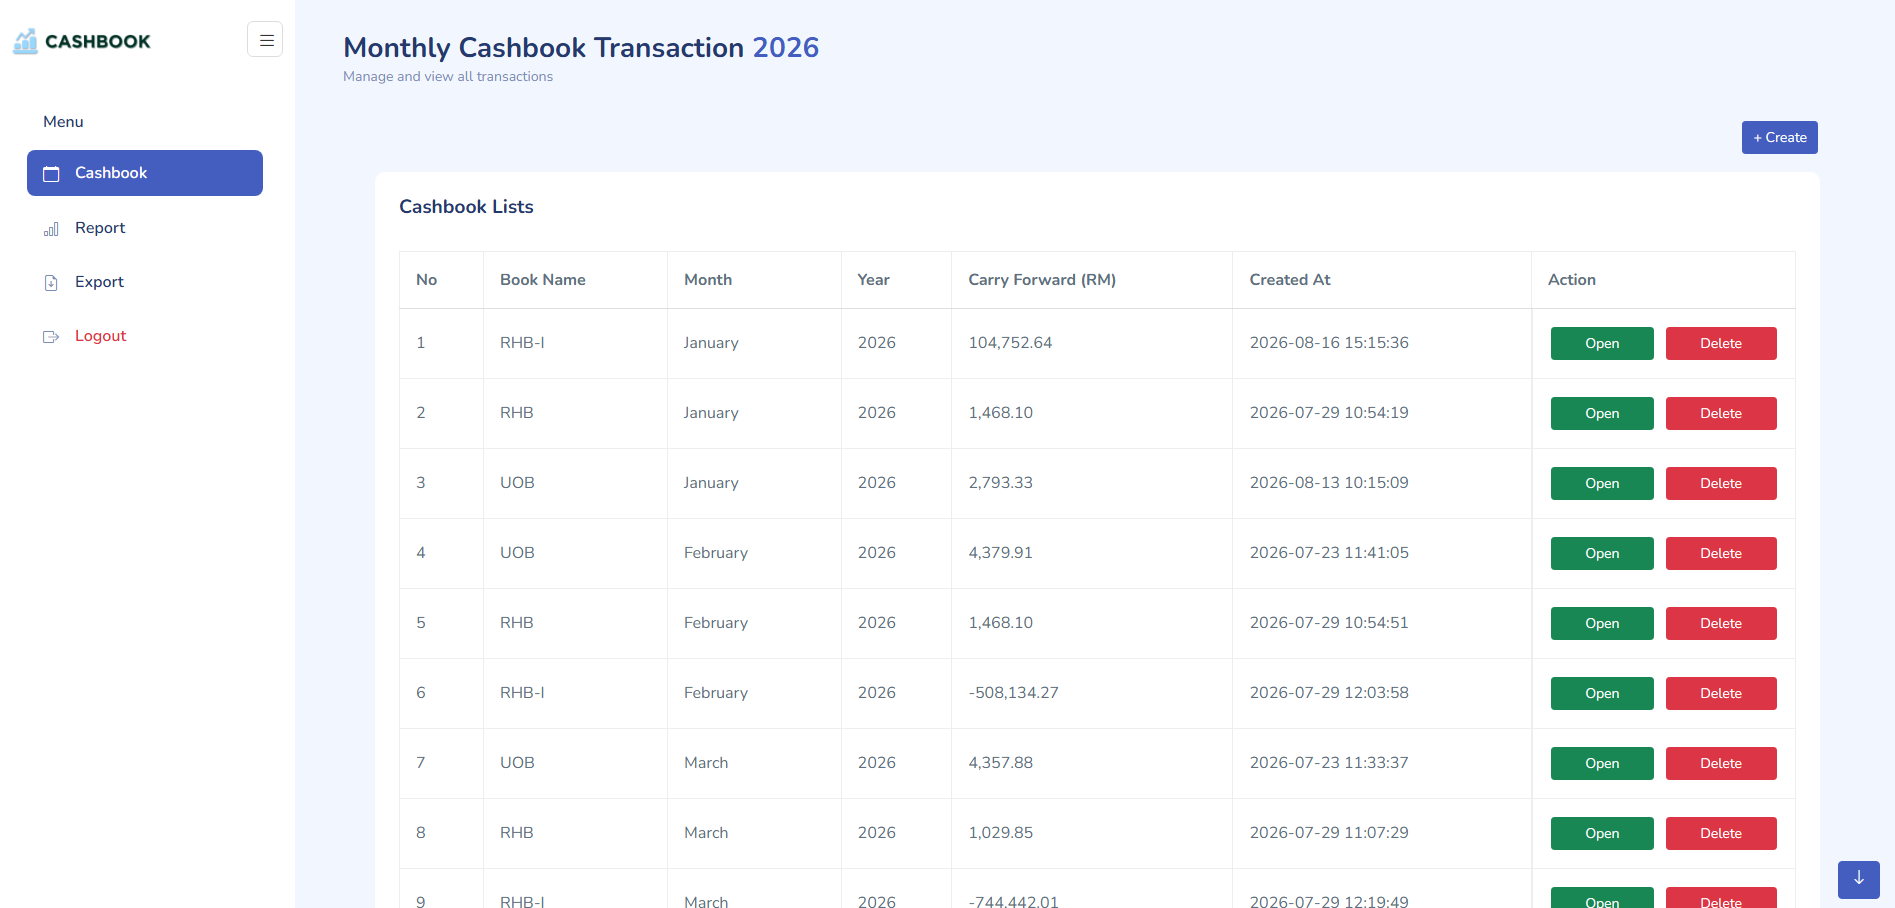 CASHBOOK
Menu
Cashbook
Report
Export
Logout
Monthly Cashbook Transaction 2026
Manage and view all transactions
+ Create
Cashbook Lists
No Book Name Month Year Carry Forward (RM) Created At Action
1 RHB-I January 2026 104,752.64 2026-08-16 15:15:36 Open Delete
2 RHB January 2026 1,468.10 2026-07-29 10:54:19 Open Delete
3 UOB January 2026 2,793.33 2026-08-13 10:15:09 Open Delete
4 UOB February 2026 4,379.91 2026-07-23 11:41:05 Open Delete
5 RHB February 2026 1,468.10 2026-07-29 10:54:51 Open Delete
6 RHB-I February 2026 -508,134.27 2026-07-29 12:03:58 Open Delete
7 UOB March 2026 4,357.88 2026-07-23 11:33:37 Open Delete
8 RHB March 2026 1,029.85 2026-07-29 11:07:29 Open Delete
9 RHB-I March 2026 -744,442.01 2026-07-29 12:19:49 Open Delete